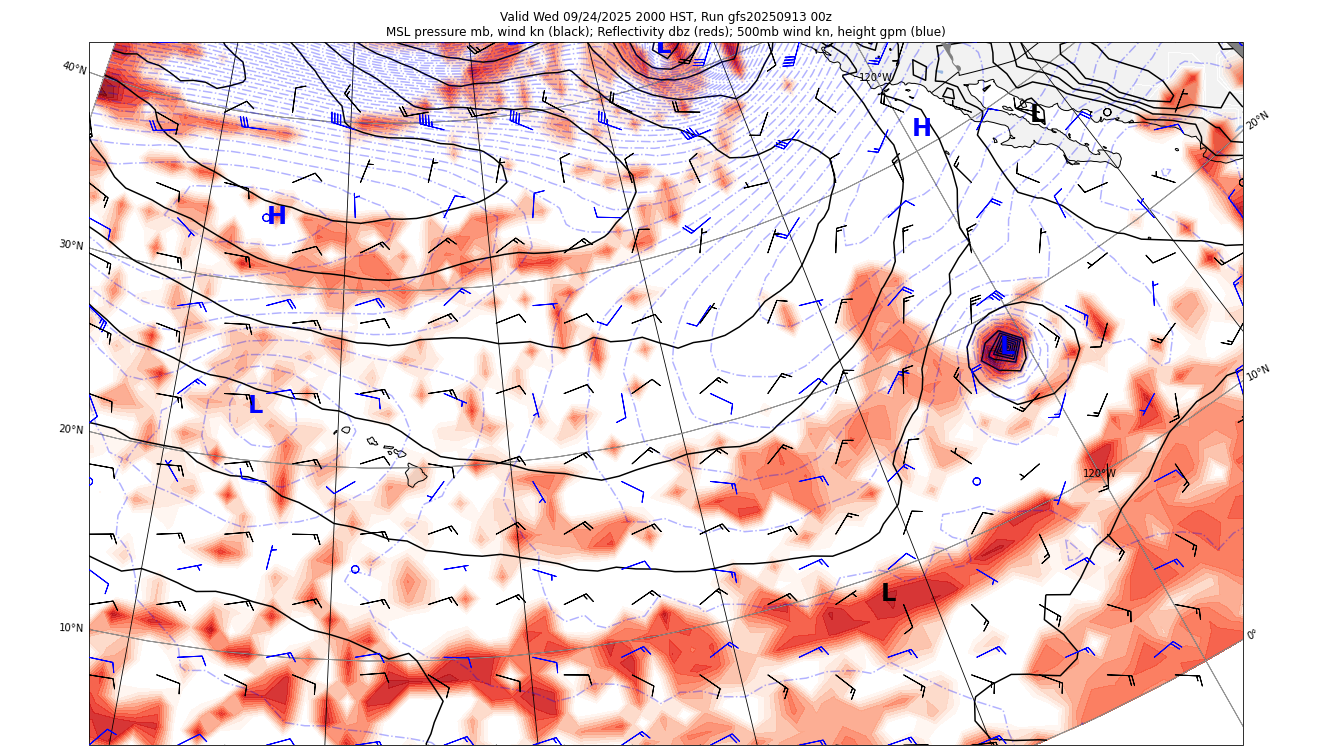 Valid Wed 09/24/2025 2000 HST, Run gfs20250913 00z
MSL pressure mb, wind kn (black); Reflectivity dbz (reds); 500mb wind kn, height gpm (blue)
L
40°N
120°W
L
H
20°N
H
30°N
10°N
L
20°N
120°W
L
10°N
0°